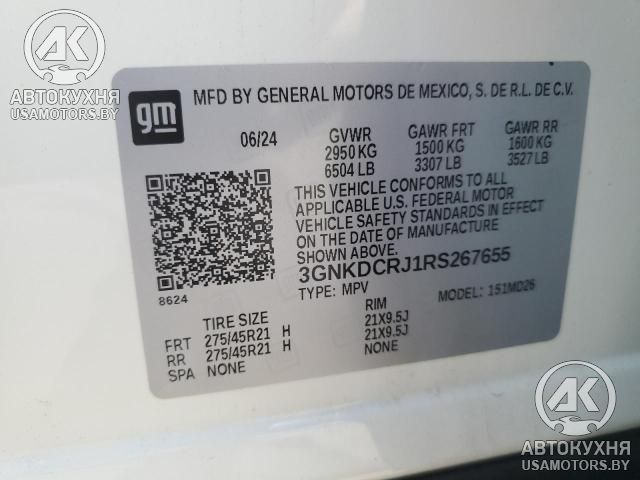 АВТОКУХНЯ
USAMOTORS.BY
gm
MFD BY GENERAL MOTORS DE MEXICO, S. DE R.L. DE C.V.
06/24 GVWR GAWR FRT GAWR RR
2950 KG 1500 KG 1600 KG
6504 LB 3307 LB 3527 LB
THIS VEHICLE CONFORMS TO ALL
APPLICABLE U.S. FEDERAL MOTOR
VEHICLE SAFETY STANDARDS IN EFFECT
ON THE DATE OF MANUFACTURE
3GNKDCRJ1RS267655
8624 TYPE: MPV MODEL: 151MD26
TIRE SIZE RIM
FRT 275/45R21 H 21X9.5J
RR 275/45R21 H 21X9.5J
SPA NONE NONE
АК
АВТОКУХНЯ
USAMOTORS.BY